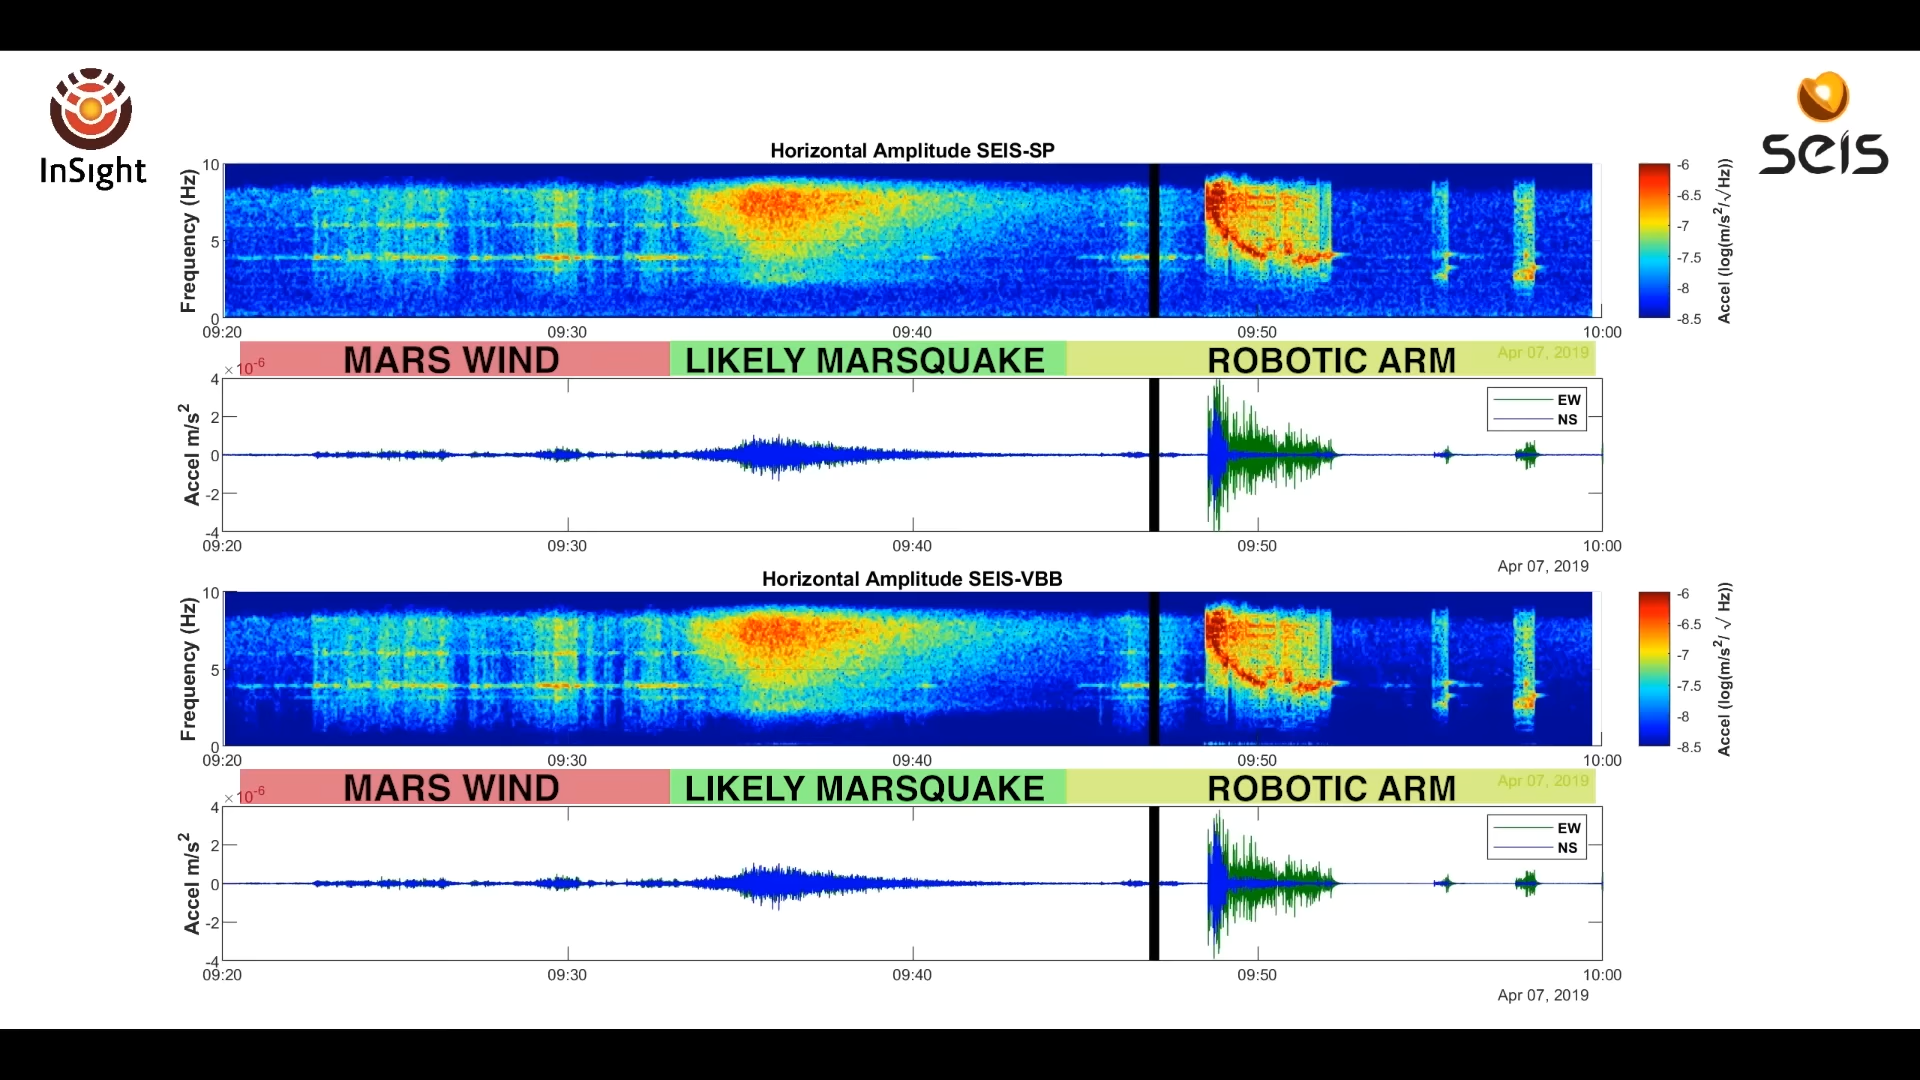 InSight
seis
Horizontal Amplitude SEIS-SP
Frequency (Hz)
10
5
0
09:20 09:30 09:40 09:50 10:00
Apr 07, 2019
-6
-6.5
-7
-7.5
-8
-8.5
Accel (log(m/s²/√Hz))
MARS WIND LIKELY MARSQUAKE ROBOTIC ARM
×10⁻⁶
Accel m/s²
4
2
0
-2
-4
EW
NS
09:20 09:30 09:40 09:50 10:00
Apr 07, 2019
Horizontal Amplitude SEIS-VBB
Frequency (Hz)
10
5
0
09:20 09:30 09:40 09:50 10:00
Apr 07, 2019
-6
-6.5
-7
-7.5
-8
-8.5
Accel (log(m/s²/√ Hz))
MARS WIND LIKELY MARSQUAKE ROBOTIC ARM
×10⁻⁶
Accel m/s²
4
2
0
-2
-4
EW
NS
09:20 09:30 09:40 09:50 10:00
Apr 07, 2019